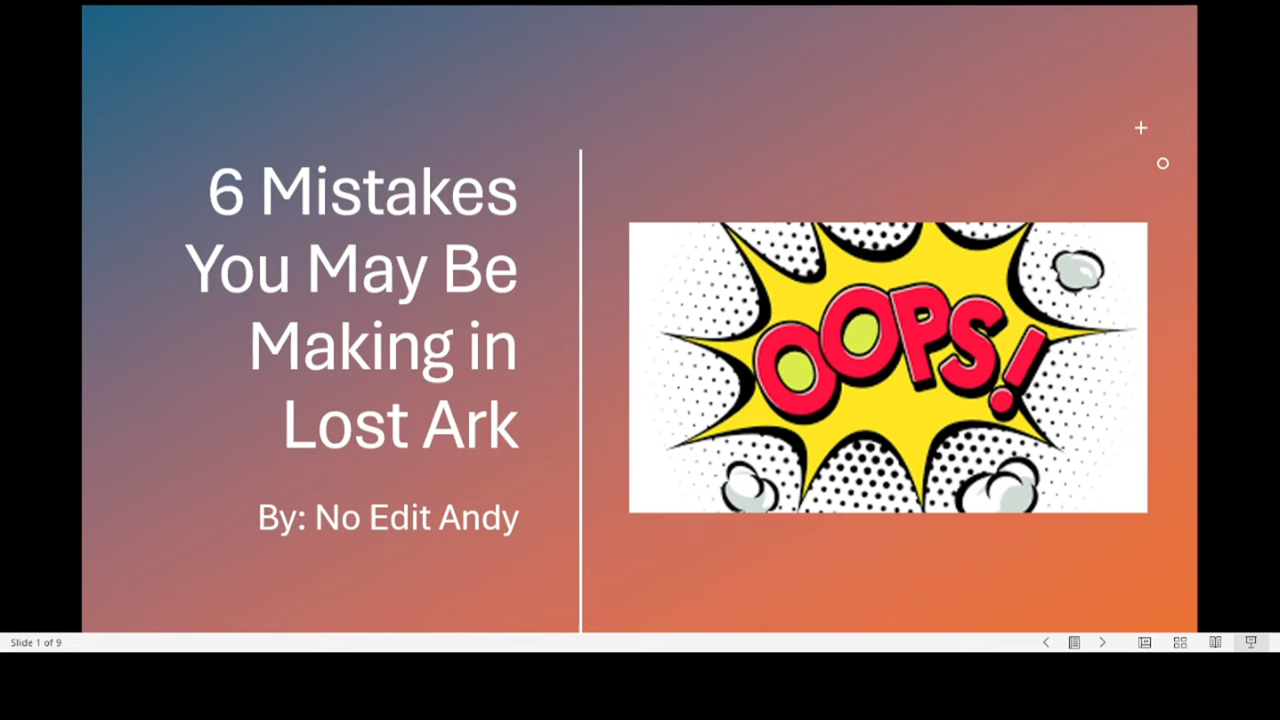 6 Mistakes
You May Be
Making in
Lost Ark
By: No Edit Andy
OOPS!
Slide 1 of 9